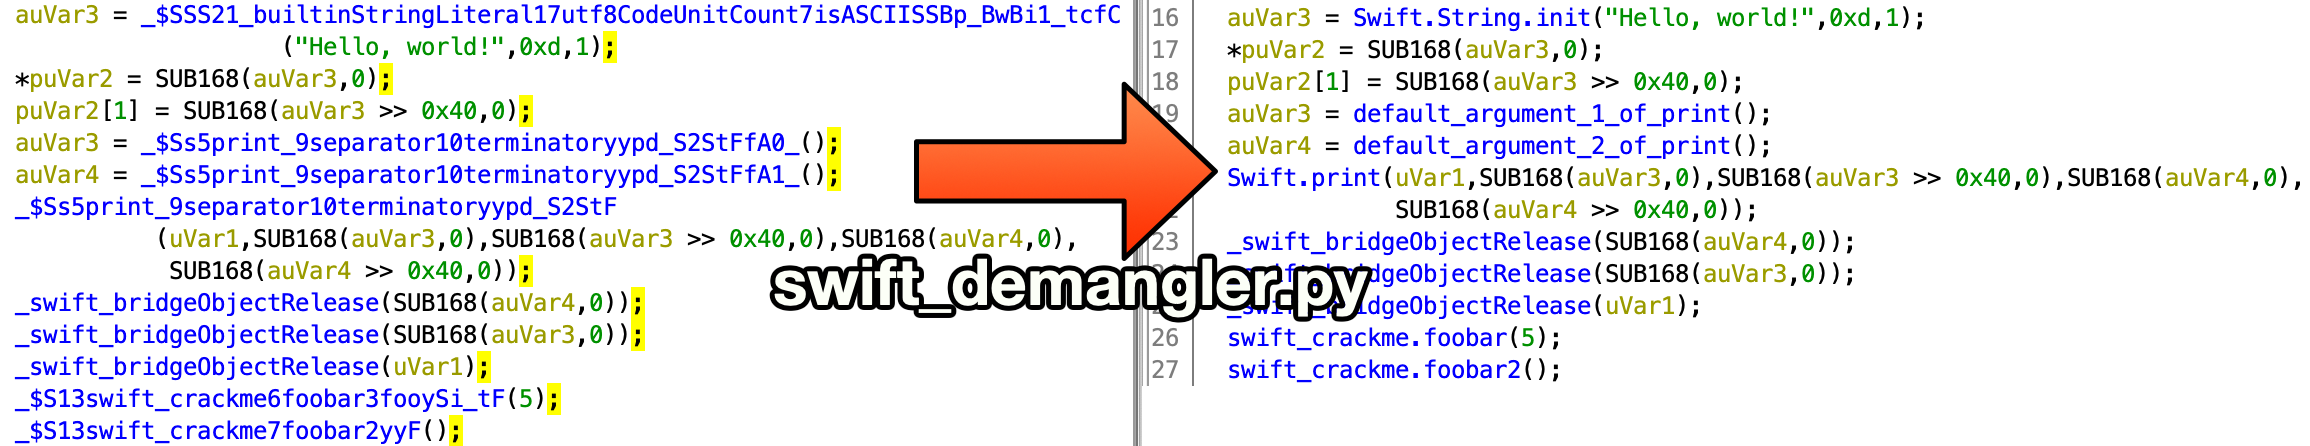 auVar3 = _$SSS21_builtinStringLiteral17utf8CodeUnitCount7isASCIISSBp_BwBi1_tcfC
("Hello, world!",0xd,1);
*puVar2 = SUB168(auVar3,0);
puVar2[1] = SUB168(auVar3 >> 0x40,0);
auVar3 = _$Ss5print_9separator10terminatoryypd_S2StFfA0_();
auVar4 = _$Ss5print_9separator10terminatoryypd_S2StFfA1_();
_$Ss5print_9separator10terminatoryypd_S2StF
(uVar1,SUB168(auVar3,0),SUB168(auVar3 >> 0x40,0),SUB168(auVar4,0),
SUB168(auVar4 >> 0x40,0));
_swift_bridgeObjectRelease(SUB168(auVar4,0));
_swift_bridgeObjectRelease(SUB168(auVar3,0));
_swift_bridgeObjectRelease(uVar1);
_$S13swift_crackme6foobar3fooySi_tF(5);
_$S13swift_crackme7foobar2yyF();
swift_demangler.py
16 auVar3 = Swift.String.init("Hello, world!",0xd,1);
17 *puVar2 = SUB168(auVar3,0);
18 puVar2[1] = SUB168(auVar3 >> 0x40,0);
19 auVar3 = default_argument_1_of_print();
auVar4 = default_argument_2_of_print();
Swift.print(uVar1,SUB168(auVar3,0),SUB168(auVar3 >> 0x40,0),SUB168(auVar4,0),
SUB168(auVar4 >> 0x40,0));
23 _swift_bridgeObjectRelease(SUB168(auVar4,0));
_swift_bridgeObjectRelease(SUB168(auVar3,0));
_swift_bridgeObjectRelease(uVar1);
26 swift_crackme.foobar(5);
27 swift_crackme.foobar2();